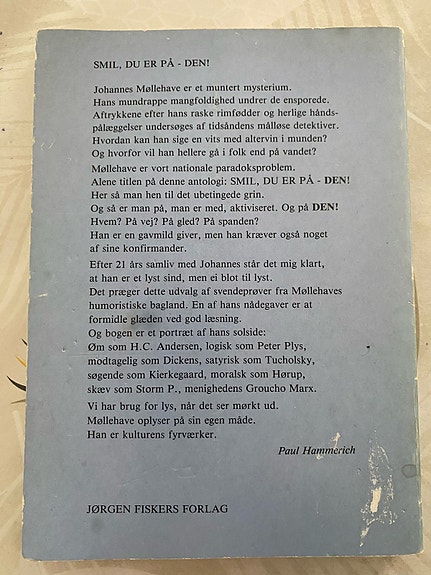 SMIL, DU ER PÅ - DEN!
Johannes Møllehave er et muntert mysterium.
Hans mundrappe mangfoldighed undrer de ensporede.
Aftrykkene efter hans raske rimfødder og herlige hånds-
pålæggelser undersøges af tidsåndens målløse detektiver.
Hvordan kan han sige en vits med altervin i munden?
Og hvorfor vil han hellere gå i folk end på vandet?
Møllehave er vort nationale paradoksproblem.
Alene titlen på denne antologi: SMIL, DU ER PÅ - DEN!
Her så man hen til det ubetingede grin.
Og så er man på, man er med, aktiviseret. Og på DEN!
Hvem? På vej? På gled? På spanden?
Han er en gavmild giver, men han kræver også noget
af sine konfirmander.
Efter 21 års samliv med Johannes står det mig klart,
at han er et lyst sind, men ei blot til lyst.
Det præger dette udvalg af svendeprøver fra Møllehaves
humoristiske bagland. En af hans nådegaver er at
formidle glæden ved god læsning.
Og bogen er et portræt af hans solside:
Øm som H.C. Andersen, logisk som Peter Plys,
modtagelig som Dickens, satyrisk som Tucholsky,
søgende som Kierkegaard, moralsk som Hørup,
skæv som Storm P., menighedens Groucho Marx.
Vi har brug for lys, når det ser mørkt ud.
Møllehave oplyser på sin egen måde.
Han er kulturens fyrværker.
Paul Hammerich
JØRGEN FISKERS FORLAG